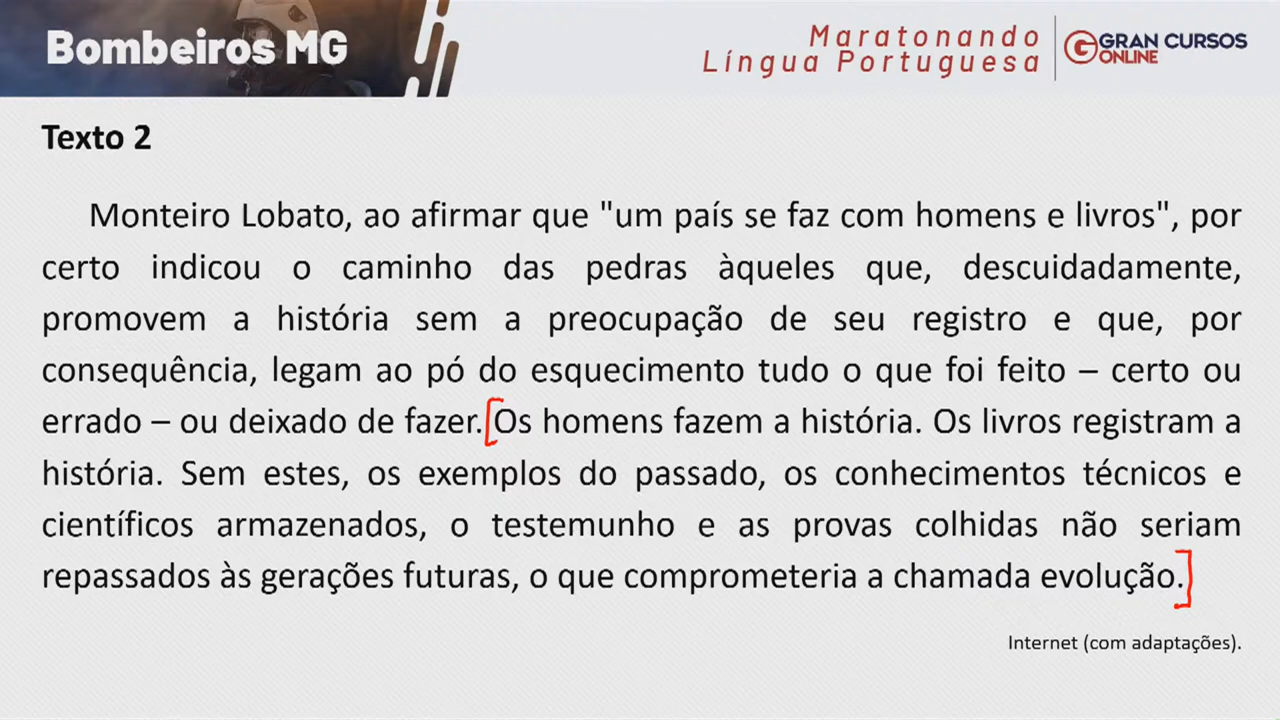 Bombeiros MG
Maratonando
Língua Portuguesa
GRAN CURSOS
ONLINE
Texto 2
Monteiro Lobato, ao afirmar que "um país se faz com homens e livros", por
certo indicou o caminho das pedras àqueles que, descuidadamente,
promovem a história sem a preocupação de seu registro e que, por
consequência, legam ao pó do esquecimento tudo o que foi feito – certo ou
errado – ou deixado de fazer. Os homens fazem a história. Os livros registram a
história. Sem estes, os exemplos do passado, os conhecimentos técnicos e
científicos armazenados, o testemunho e as provas colhidas não seriam
repassados às gerações futuras, o que comprometeria a chamada evolução.
Internet (com adaptações).